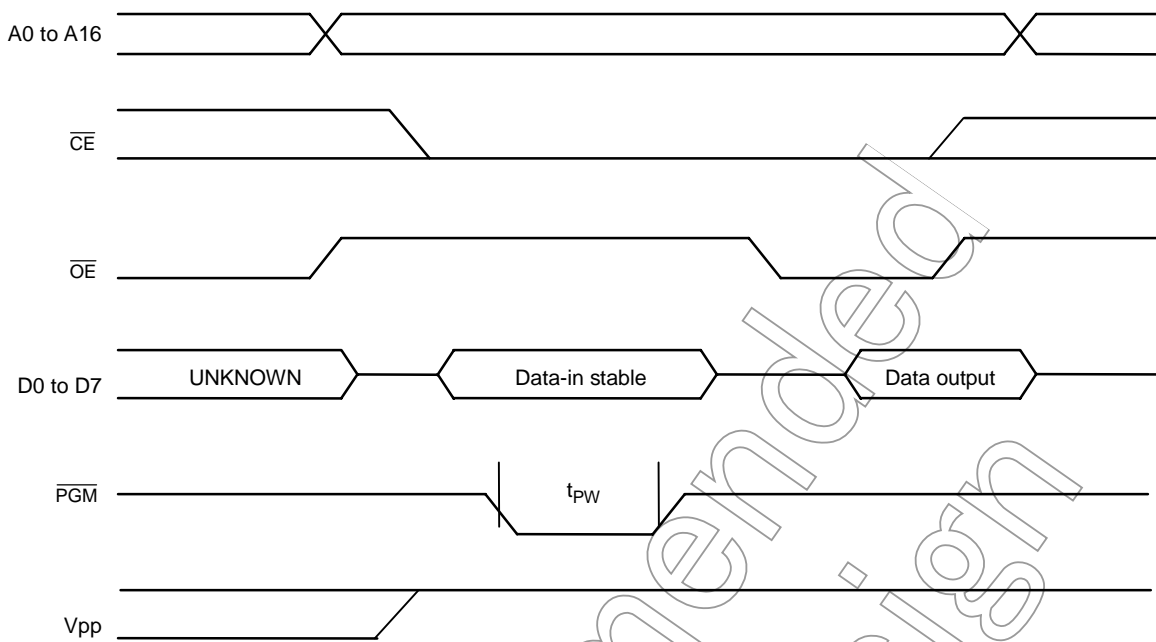 A0 to A16
CE
OE
D0 to D7
UNKNOWN
Data-in stable
Data output
PGM
tPW
Vpp